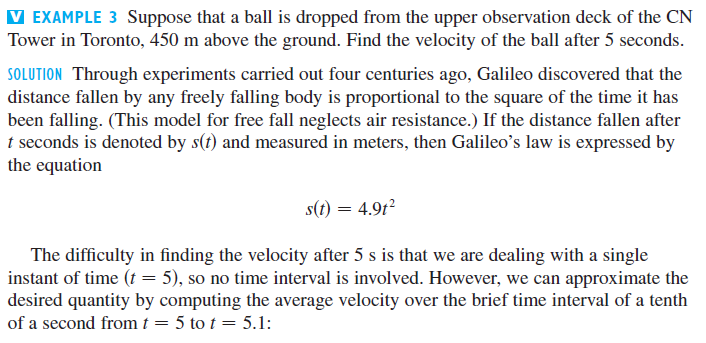 V EXAMPLE 3 Suppose that a ball is dropped from the upper observation deck of the CN
Tower in Toronto, 450 m above the ground. Find the velocity of the ball after 5 seconds.
SOLUTION Through experiments carried out four centuries ago, Galileo discovered that the
distance fallen by any freely falling body is proportional to the square of the time it has
been falling. (This model for free fall neglects air resistance.) If the distance fallen after
t seconds is denoted by s(t) and measured in meters, then Galileo’s law is expressed by
the equation
s(t) = 4.9t²
The difficulty in finding the velocity after 5 s is that we are dealing with a single
instant of time (t = 5), so no time interval is involved. However, we can approximate the
desired quantity by computing the average velocity over the brief time interval of a tenth
of a second from t = 5 to t = 5.1: